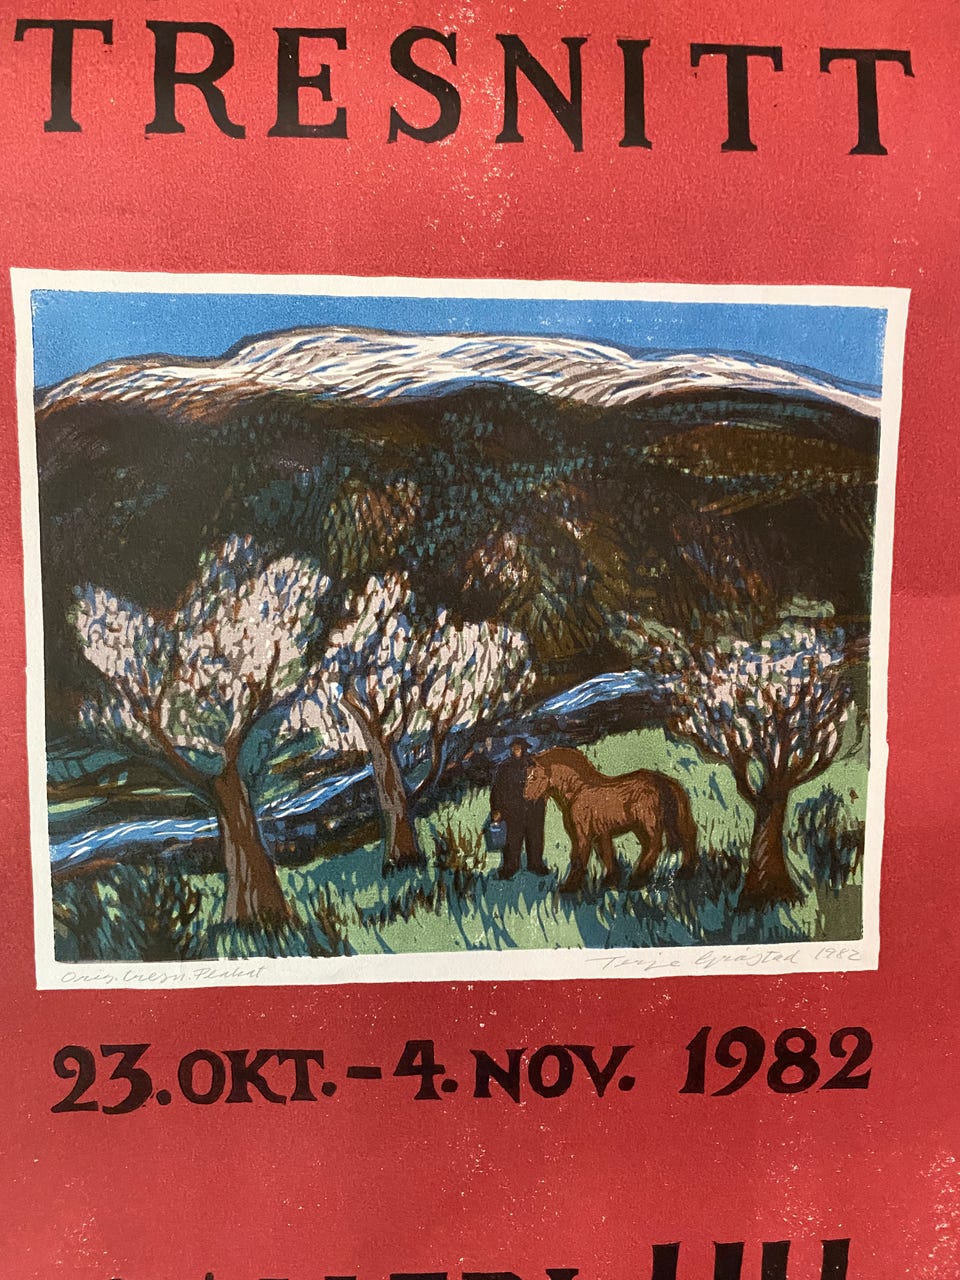 TRESNITT
Orig. tresn. Plakat
Terje Grøstad 1982
23. OKT. - 4. NOV. 1982